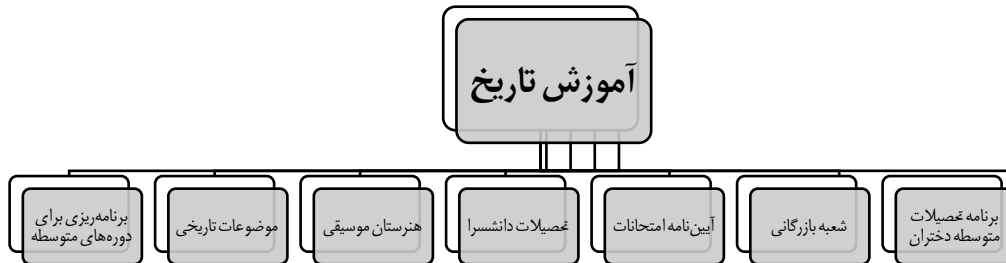 آموزش تاریخ
برنامه تحصیلات
متوسطه دختران
شعبه بازرگانی
آیین‌نامه امتحانات
تحصیلات دانشسرا
هنرستان موسیقی
موضوعات تاریخی
برنامه‌ریزی برای
دوره‌های متوسطه